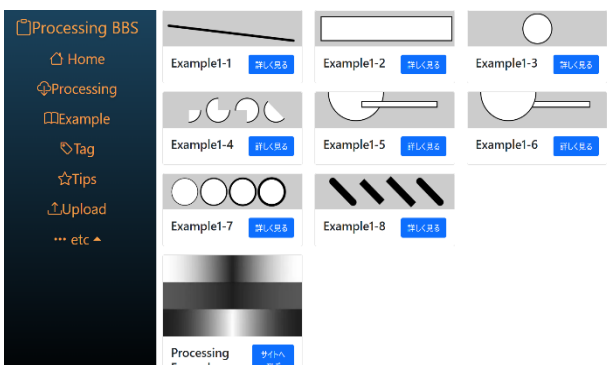 Processing BBS
Home
Processing
Example
Tag
Tips
Upload
etc
Example1-1 詳しく見る
Example1-2 詳しく見る
Example1-3 詳しく見る
Example1-4 詳しく見る
Example1-5 詳しく見る
Example1-6 詳しく見る
Example1-7 詳しく見る
Example1-8 詳しく見る
Processing サイトへ